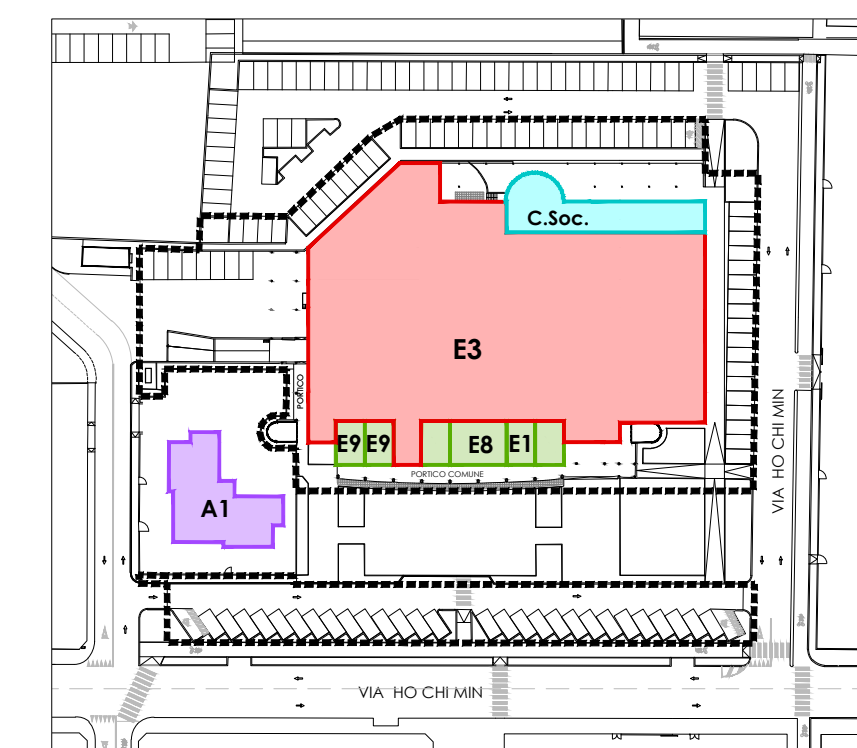 C.Soc.
E3
PORTICO
VIA HO CHI MIN
E9
E9
E8
E1
PORTICO COMUNE
A1
VIA HO CHI MIN